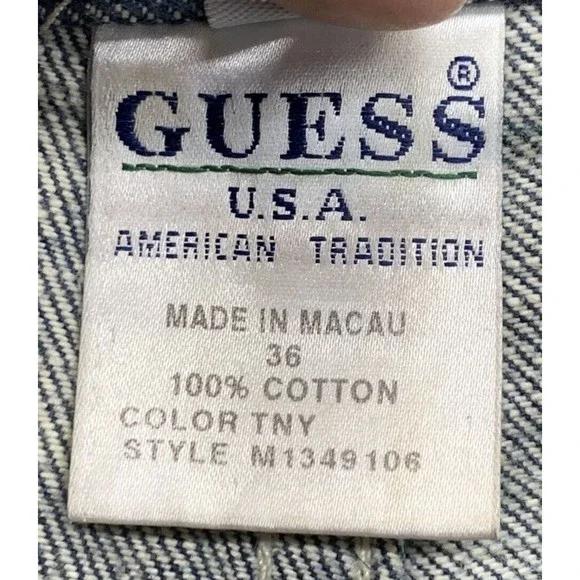 GUESS®
U.S.A.
AMERICAN TRADITION
MADE IN MACAU
36
100% COTTON
COLOR TNY
STYLE M1349106